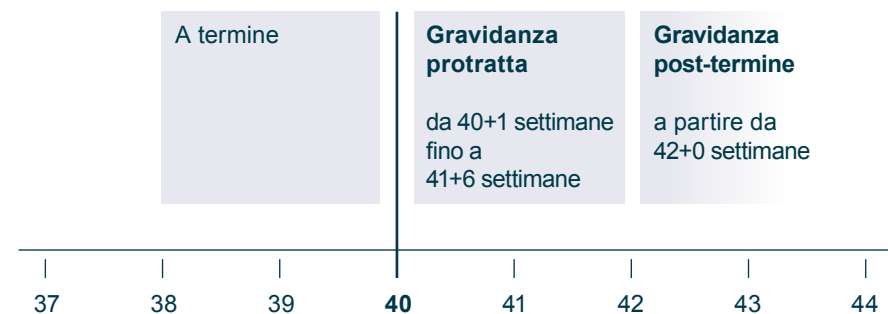 A termine
Gravidanza
protratta
da 40+1 settimane
fino a
41+6 settimane
Gravidanza
post-termine
a partire da
42+0 settimane
37 38 39 40 41 42 43 44